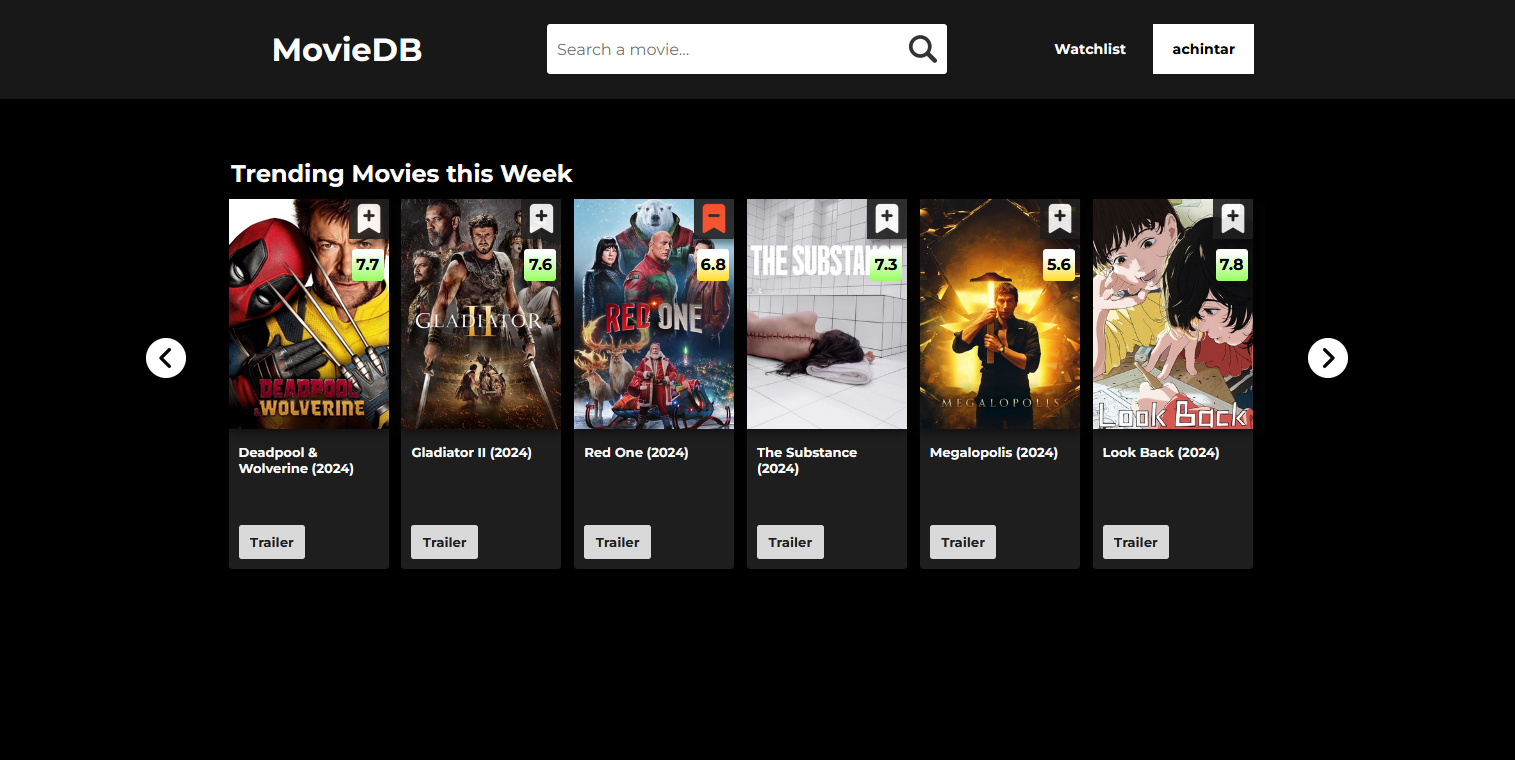 MovieDB
Search a movie...
Watchlist
achintar
Trending Movies this Week
7.7
7.6
6.8
7.3
5.6
7.8
DEADPOOL
& WOLVERINE
GLADIATOR
II
RED ONE
THE SUBSTANCE
MEGALOPOLIS
Look Back
Deadpool &
Wolverine (2024)
Gladiator II (2024)
Red One (2024)
The Substance
(2024)
Megalopolis (2024)
Look Back (2024)
Trailer
Trailer
Trailer
Trailer
Trailer
Trailer